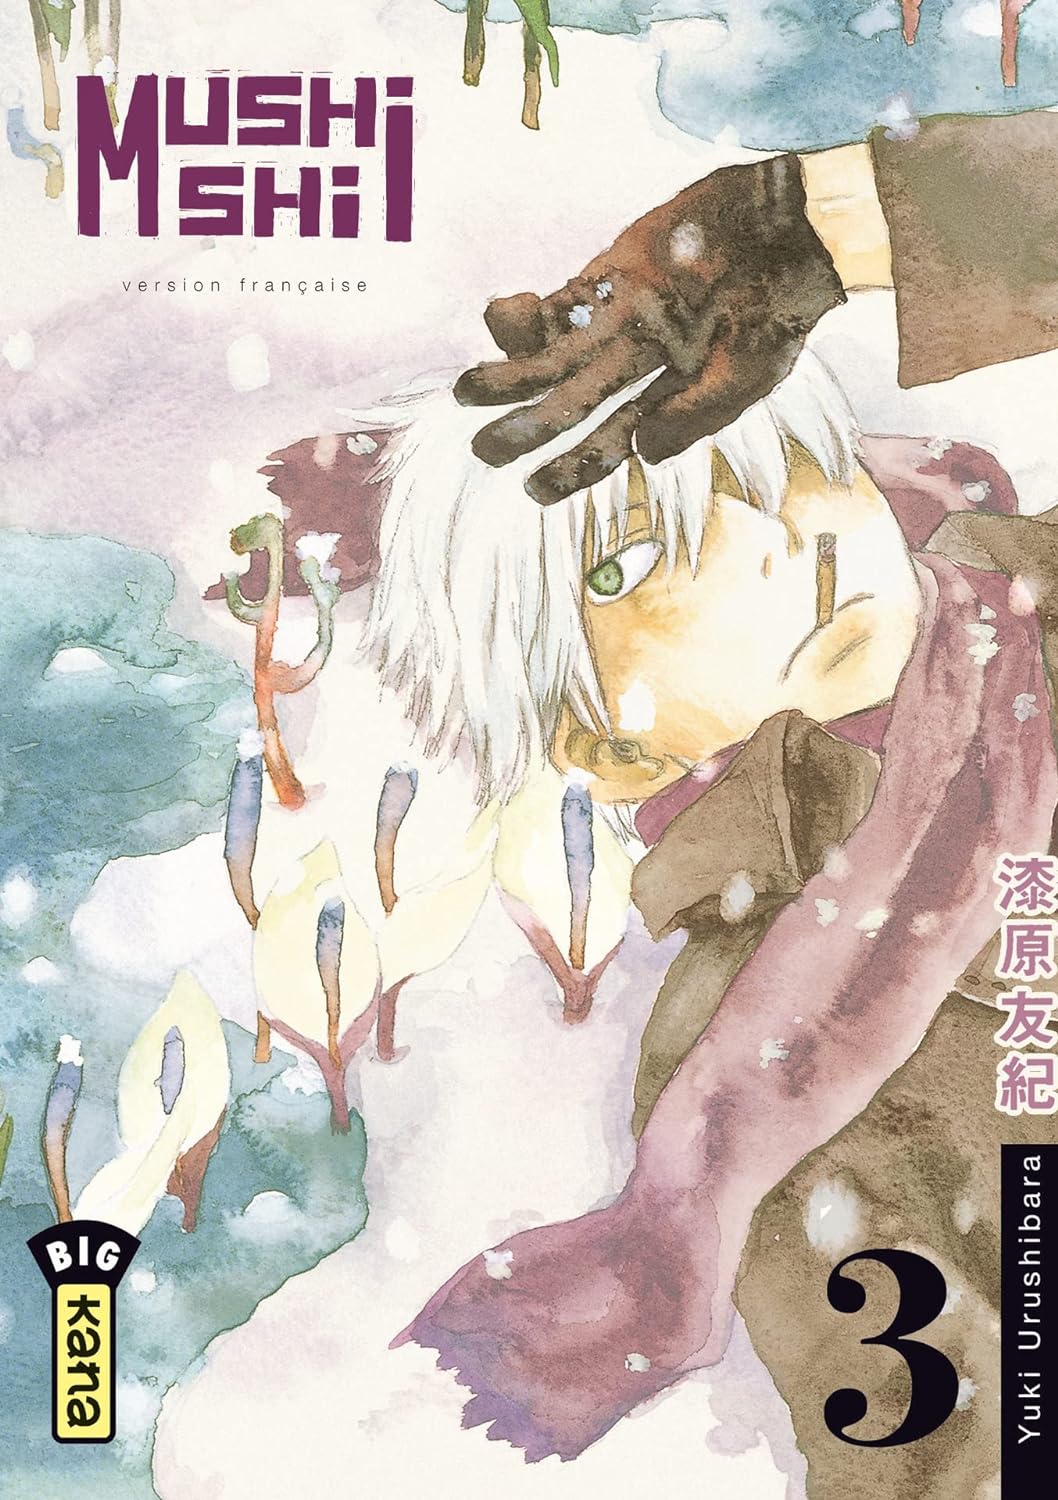 MUSHI
SHI
version française
漆原友紀
Yuki Urushibara
3
BIG
Kana